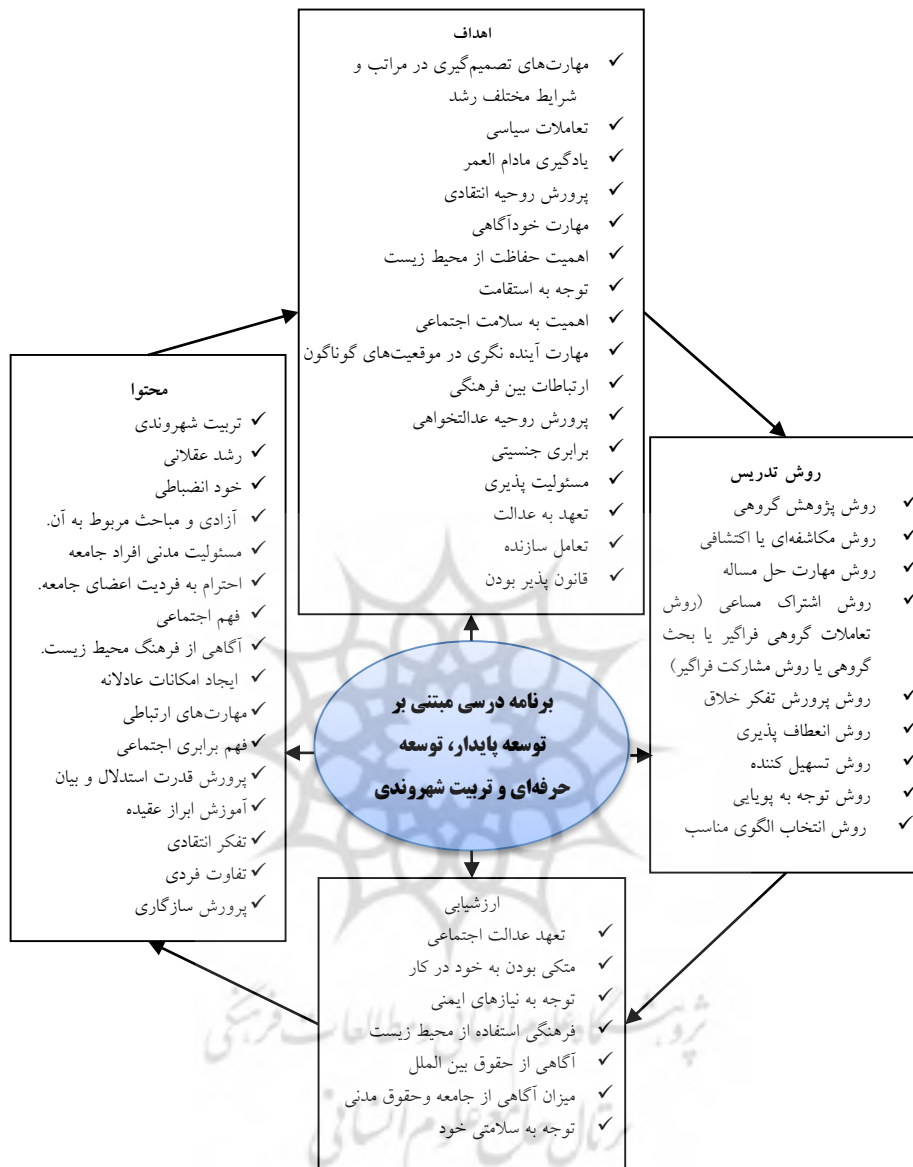 اهداف
✓ مهارت‌های تصمیم‌گیری در مراتب و
شرایط مختلف رشد
✓ تعاملات سیاسی
✓ یادگیری مادام العمر
✓ پرورش روحیه انتقادی
✓ مهارت خودآگاهی
✓ اهمیت حفاظت از محیط زیست
✓ توجه به استقامت
✓ اهمیت به سلامت اجتماعی
✓ مهارت آینده نگری در موقعیت‌های گوناگون
✓ ارتباطات بین فرهنگی
✓ پرورش روحیه عدالتخواهی
✓ برابری جنسیتی
✓ مسئولیت پذیری
✓ تعهد به عدالت
✓ تعامل سازنده
✓ قانون پذیر بودن
روش تدریس
✓ روش پژوهش گروهی
✓ روش مکاشفه‌ای یا اکتشافی
✓ روش مهارت حل مساله
✓ روش اشتراک مساعی (روش
تعاملات گروهی فراگیر یا بحث
گروهی یا روش مشارکت فراگیر)
✓ روش پرورش تفکر خلاق
✓ روش انعطاف پذیری
✓ روش تسهیل کننده
✓ روش توجه به پویایی
✓ روش انتخاب الگوی مناسب
برنامه درسی مبتنی بر
توسعه پایدار، توسعه
حرفه‌ای و تربیت شهروندی
محتوا
✓ تربیت شهروندی
✓ رشد عقلانی
✓ خود انضباطی
✓ آزادی و مباحث مربوط به آن.
✓ مسئولیت مدنی افراد جامعه
✓ احترام به فردیت اعضای جامعه.
✓ فهم اجتماعی
✓ آگاهی از فرهنگ محیط زیست.
✓ ایجاد امکانات عادلانه
✓ مهارت‌های ارتباطی
✓ فهم برابری اجتماعی
✓ پرورش قدرت استدلال و بیان
✓ آموزش ابراز عقیده
✓ تفکر انتقادی
✓ تفاوت فردی
✓ پرورش سازگاری
ارزشیابی
✓ تعهد عدالت اجتماعی
✓ متکی بودن به خود در کار
✓ توجه به نیازهای ایمنی
✓ فرهنگی استفاده از محیط زیست
✓ آگاهی از حقوق بین الملل
✓ میزان آگاهی از جامعه وحقوق مدنی
✓ توجه به سلامتی خود
پژوهشگاه علوم انسانی و مطالعات فرهنگی
پرتال جامع علوم انسانی